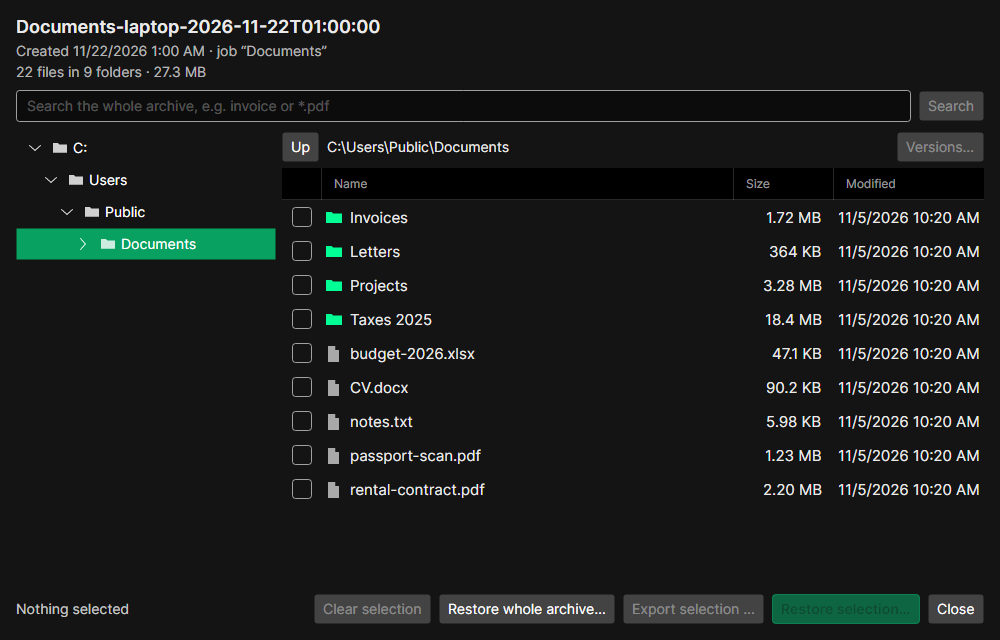 Documents-laptop-2026-11-22T01:00:00
Created 11/22/2026 1:00 AM · job “Documents”
22 files in 9 folders · 27.3 MB
Search the whole archive, e.g. invoice or *.pdf
Search
C:
Users
Public
Documents
Up
C:\Users\Public\Documents
Versions...
Name Size Modified
Invoices 1.72 MB 11/5/2026 10:20 AM
Letters 364 KB 11/5/2026 10:20 AM
Projects 3.28 MB 11/5/2026 10:20 AM
Taxes 2025 18.4 MB 11/5/2026 10:20 AM
budget-2026.xlsx 47.1 KB 11/5/2026 10:20 AM
CV.docx 90.2 KB 11/5/2026 10:20 AM
notes.txt 5.98 KB 11/5/2026 10:20 AM
passport-scan.pdf 1.23 MB 11/5/2026 10:20 AM
rental-contract.pdf 2.20 MB 11/5/2026 10:20 AM
Nothing selected
Clear selection
Restore whole archive...
Export selection ...
Restore selection...
Close